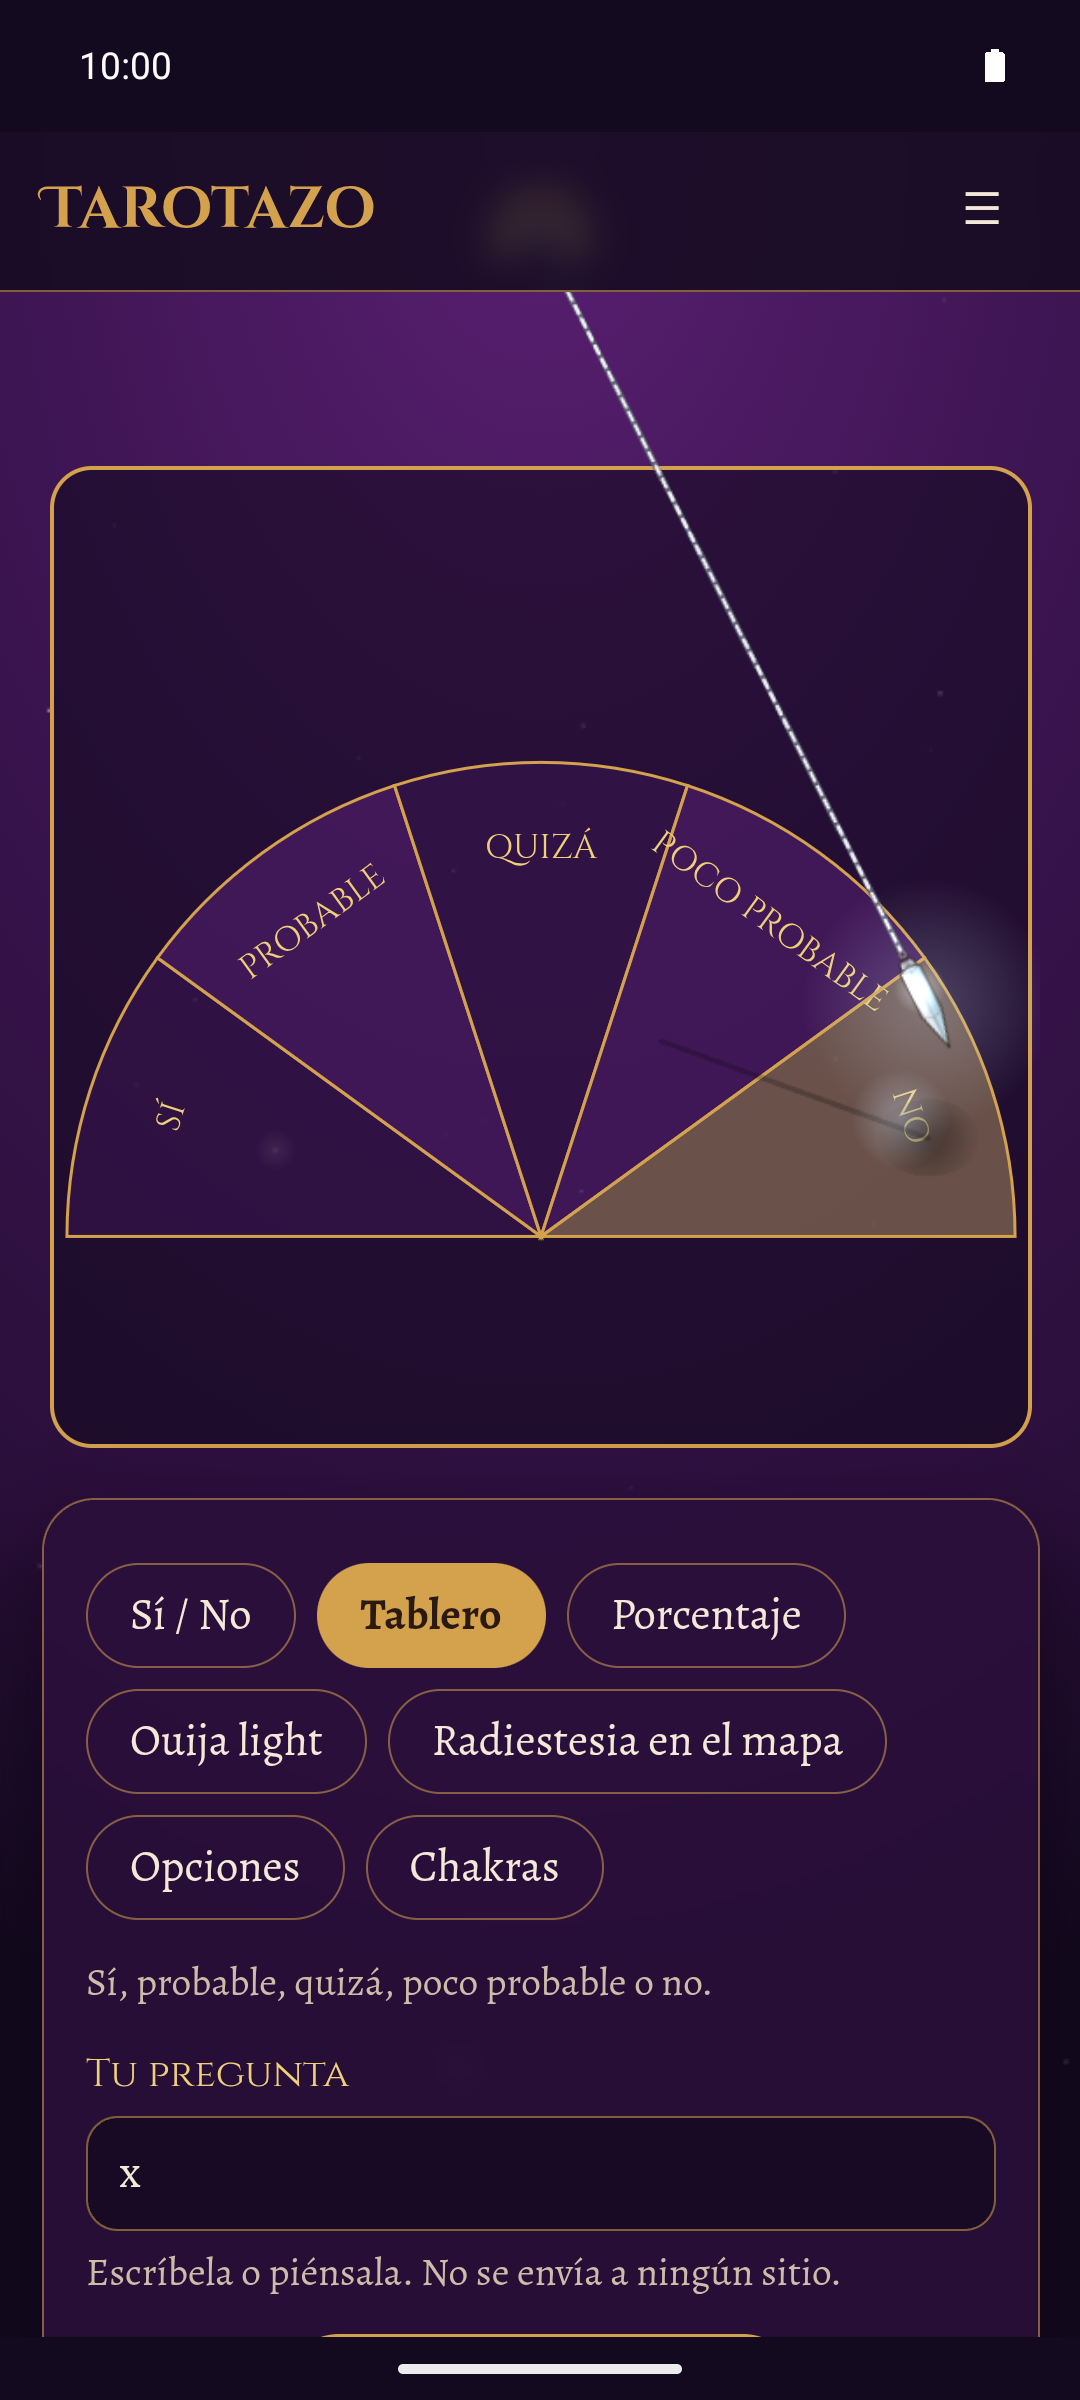 10:00
TAROTAZO
QUIZÁ
PROBABLE
POCO PROBABLE
SÍ
NO
Sí / No
Tablero
Porcentaje
Ouija light
Radiestesia en el mapa
Opciones
Chakras
Sí, probable, quizá, poco probable o no.
Tu pregunta
x
Escríbela o piénsala. No se envía a ningún sitio.